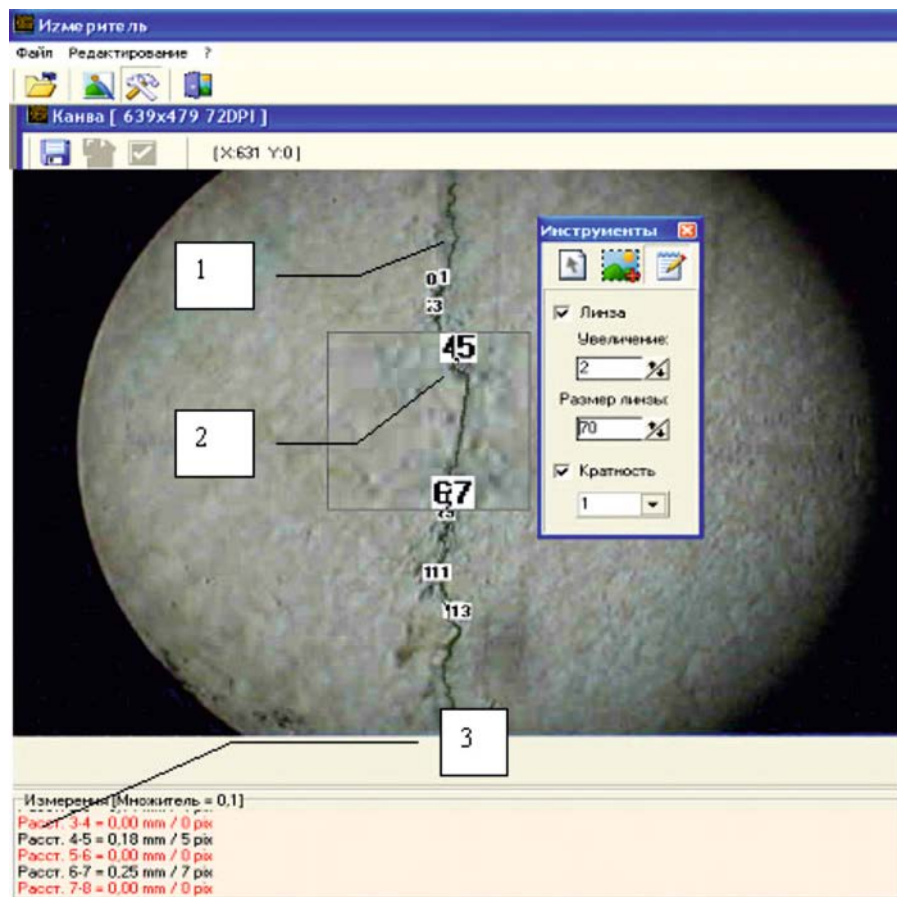 Измеритель
Файл Редактирование ?
Канва [ 639x479 72DPI ]
[X:631 Y:0]
1
Инструменты
01
3
Линза
Увеличение:
45
2
Размер линзы:
2
70
67
Кратность
1
111
13
3
Измерения [Множитель = 0,1]
Расст. 3-4 = 0,00 mm / 0 pix
Расст. 4-5 = 0,18 mm / 5 pix
Расст. 5-6 = 0,00 mm / 0 pix
Расст. 6-7 = 0,25 mm / 7 pix
Расст. 7-8 = 0,00 mm / 0 pix